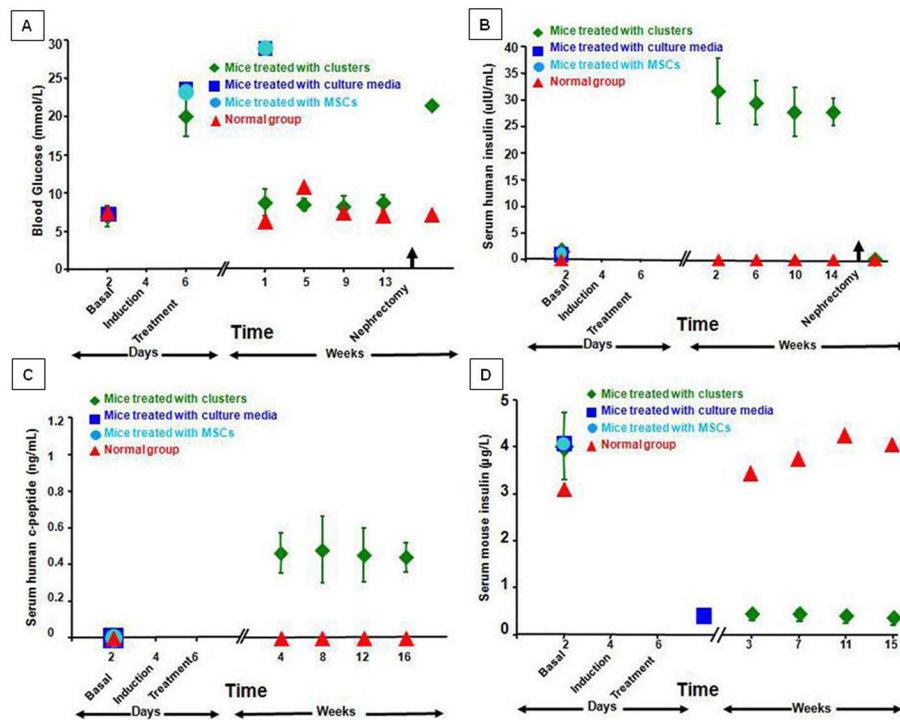 A
Blood Glucose (mmol/L)
30
25
20
15
10
5
0
Mice treated with clusters
Mice treated with culture media
Mice treated with MSCs
Normal group
2 4 6 1 5 9 13
Basal
Induction
Treatment
Nephrectomy
Time
Days
Weeks
B
Serum human insulin (uIU/mL)
40
35
30
25
20
15
10
5
0
Mice treated with clusters
Mice treated with culture media
Mice treated with MSCs
Normal group
2 4 6 2 6 10 14
Basal
Induction
Treatment
Nephrectomy
Time
Days
Weeks
C
Serum human c-peptide (ng/mL)
1.2
1
0.8
0.6
0.4
0.2
0
Mice treated with clusters
Mice treated with culture media
Mice treated with MSCs
Normal group
2 4 6 4 8 12 16
Basal
Induction
Treatment
Time
Days
Weeks
D
Serum mouse insulin (µg/L)
5
4
3
2
1
0
Mice treated with clusters
Mice treated with culture media
Mice treated with MSCs
Normal group
2 4 6 3 7 11 15
Basal
Induction
Treatment
Time
Days
Weeks